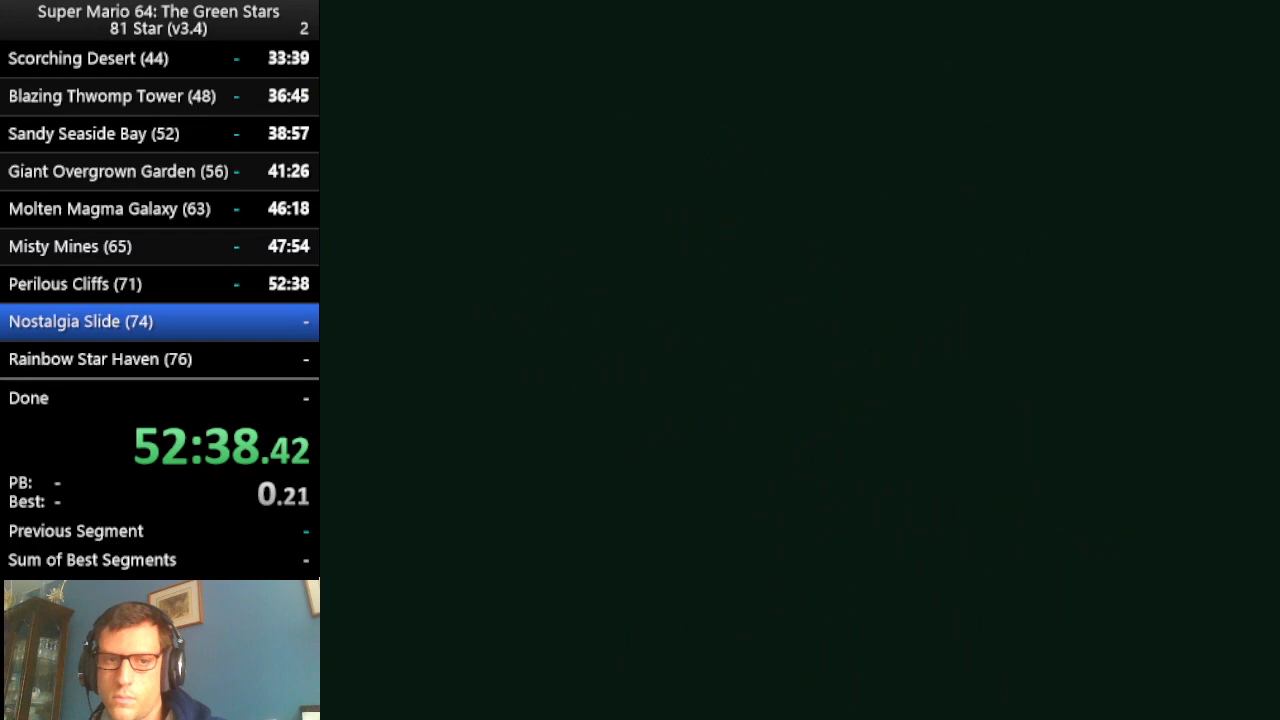 Super Mario 64: The Green Stars
81 Star (v3.4) 2
Scorching Desert (44) - 33:39
Blazing Thwomp Tower (48) - 36:45
Sandy Seaside Bay (52) - 38:57
Giant Overgrown Garden (56) - 41:26
Molten Magma Galaxy (63) - 46:18
Misty Mines (65) - 47:54
Perilous Cliffs (71) - 52:38
Nostalgia Slide (74) -
Rainbow Star Haven (76) -
Done -
52:38.42
PB: - 0.21
Best: -
Previous Segment -
Sum of Best Segments -